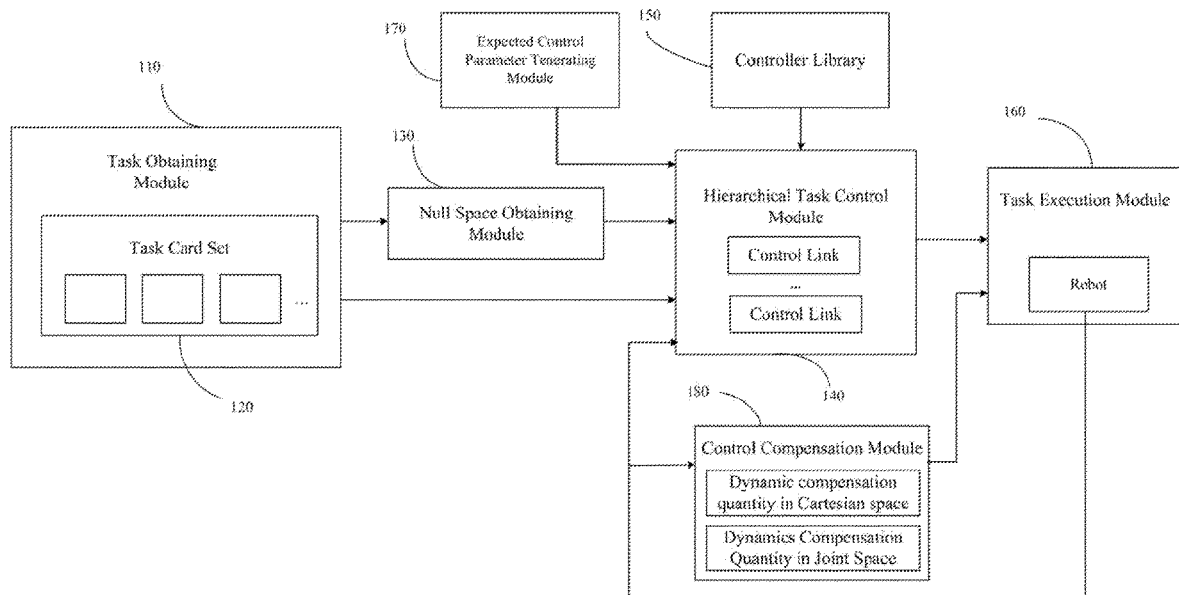 170
Expected Control
Parameter Tenerating
Module
150
Controller Library
110
Task Obtaining
Module
Task Card Set
...
120
130
Null Space Obtaining
Module
Hierarchical Task Control
Module
Control Link
...
Control Link
140
160
Task Execution Module
Robot
180
Control Compensation Module
Dynamic compensation
quantity in Cartesian space
Dynamics Compensation
Quantity in Joint Space